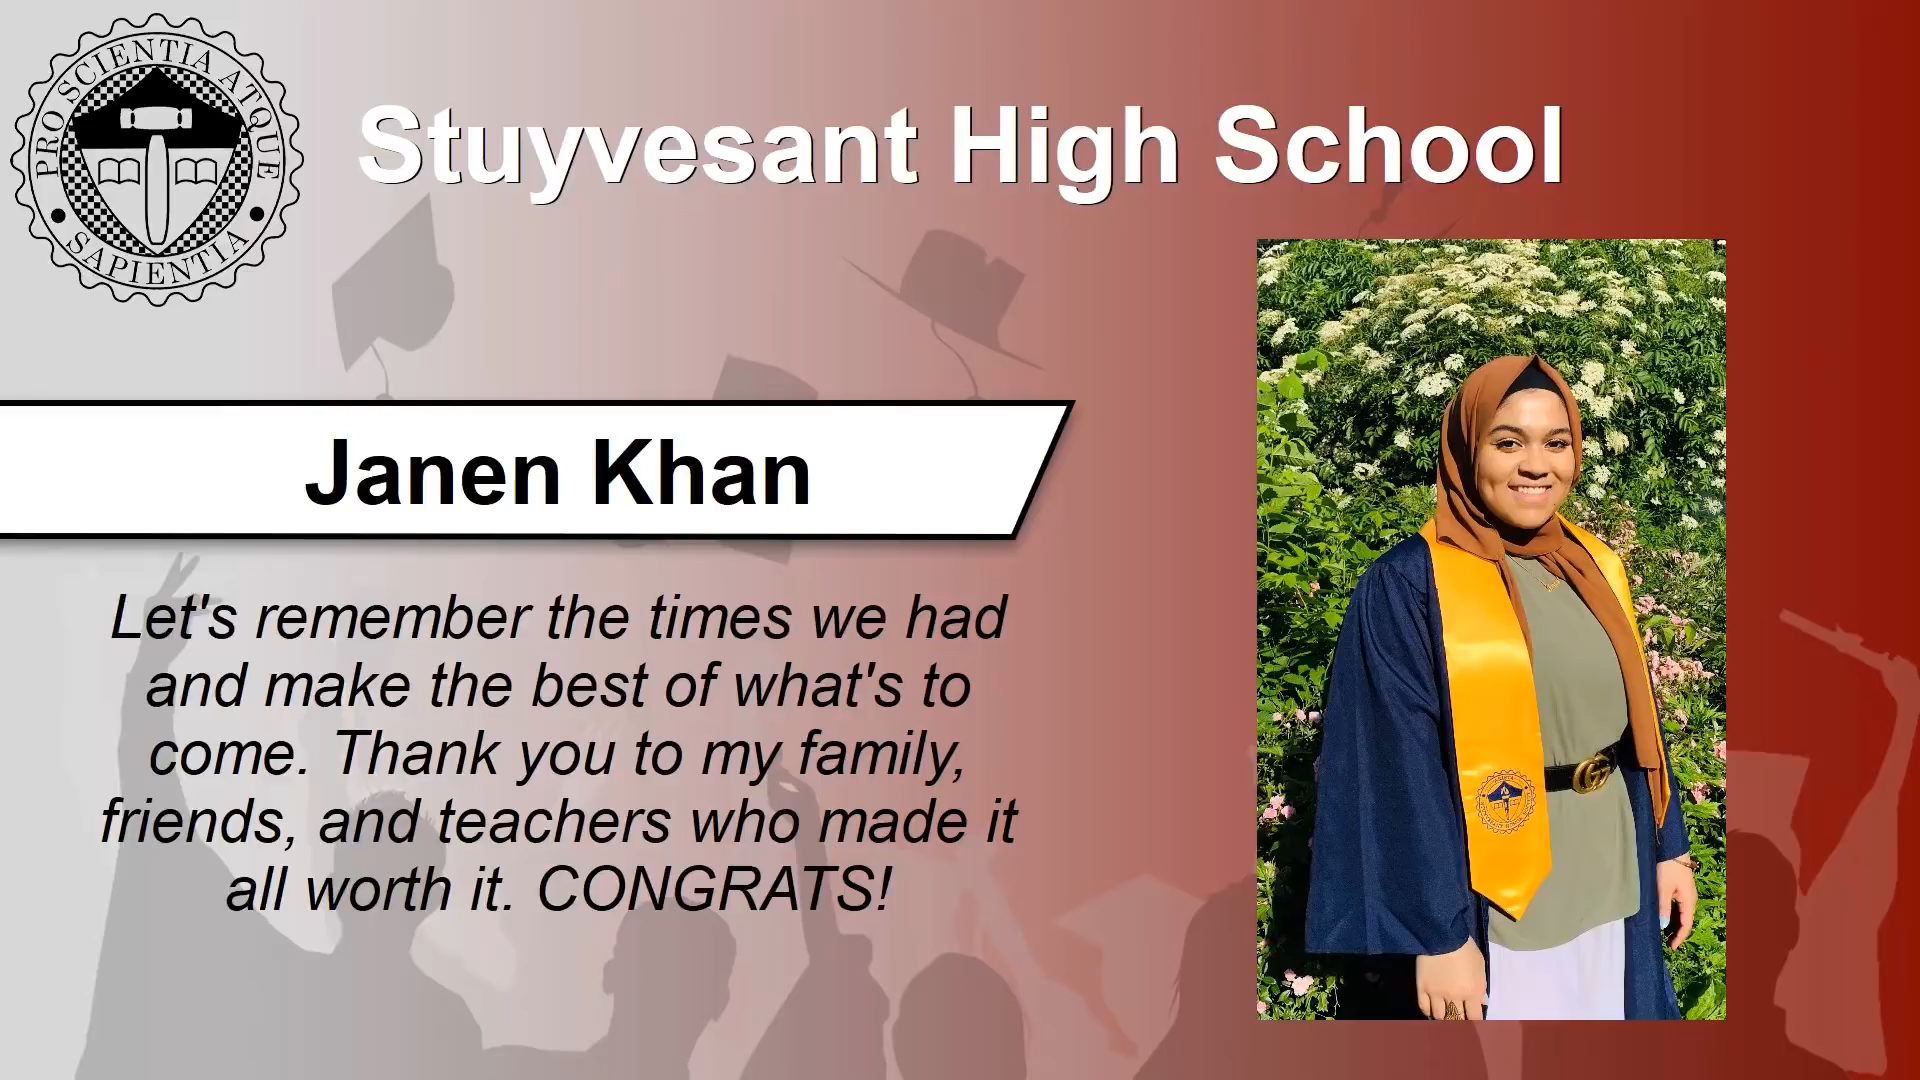 PRO SCIENTIA ATQUE
SAPIENTIA
Stuyvesant High School
Janen Khan
Let's remember the times we had
and make the best of what's to
come. Thank you to my family,
friends, and teachers who made it
all worth it. CONGRATS!